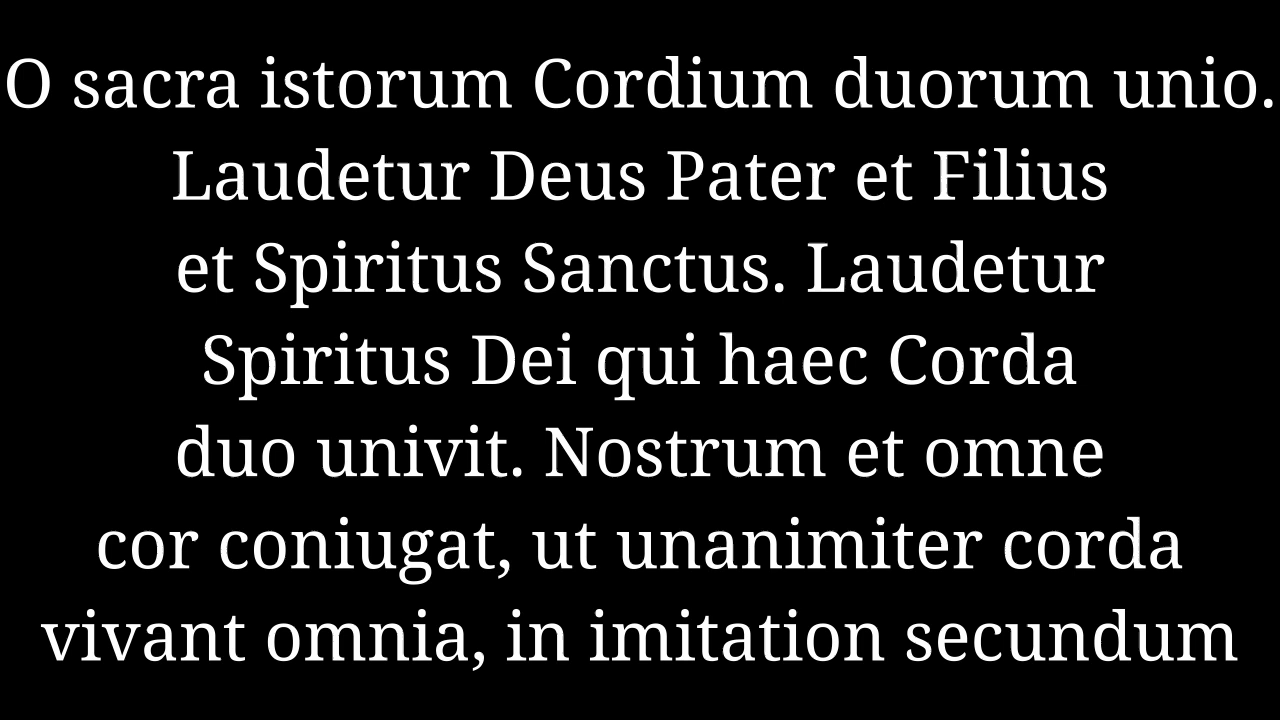 O sacra istorum Cordium duorum unio.
Laudetur Deus Pater et Filius
et Spiritus Sanctus. Laudetur
Spiritus Dei qui haec Corda
duo univit. Nostrum et omne
cor coniugat, ut unanimiter corda
vivant omnia, in imitation secundum